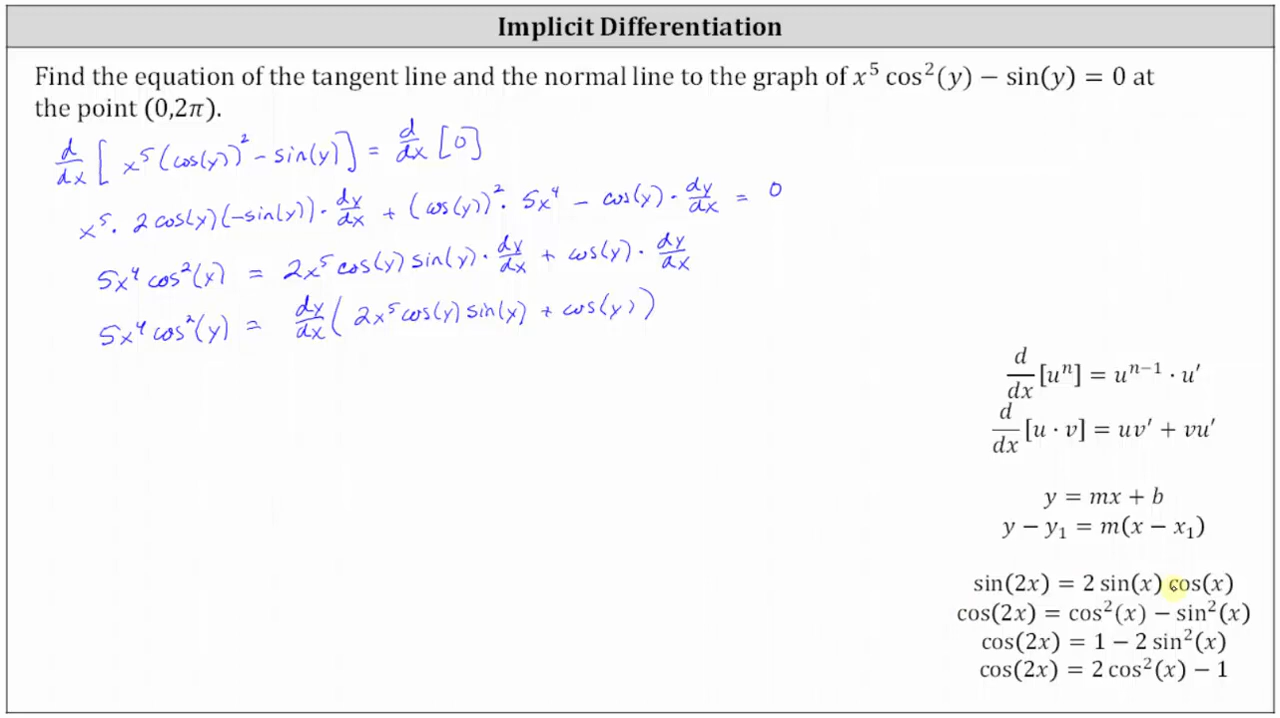 Implicit Differentiation
Find the equation of the tangent line and the normal line to the graph of x⁵ cos²(y) − sin(y) = 0 at
the point (0,2π).
d/dx [ x⁵(cos(y))² − sin(y) ] = d/dx [0]
x⁵ · 2cos(y)(−sin(y)) · dy/dx + (cos(y))² · 5x⁴ − cos(y) · dy/dx = 0
5x⁴ cos²(y) = 2x⁵ cos(y) sin(y) · dy/dx + cos(y) · dy/dx
5x⁴ cos²(y) = dy/dx ( 2x⁵ cos(y) sin(y) + cos(y) )
d/dx [uⁿ] = uⁿ⁻¹ · u′
d/dx [u · v] = uv′ + vu′
y = mx + b
y − y₁ = m(x − x₁)
sin(2x) = 2 sin(x) cos(x)
cos(2x) = cos²(x) − sin²(x)
cos(2x) = 1 − 2 sin²(x)
cos(2x) = 2 cos²(x) − 1